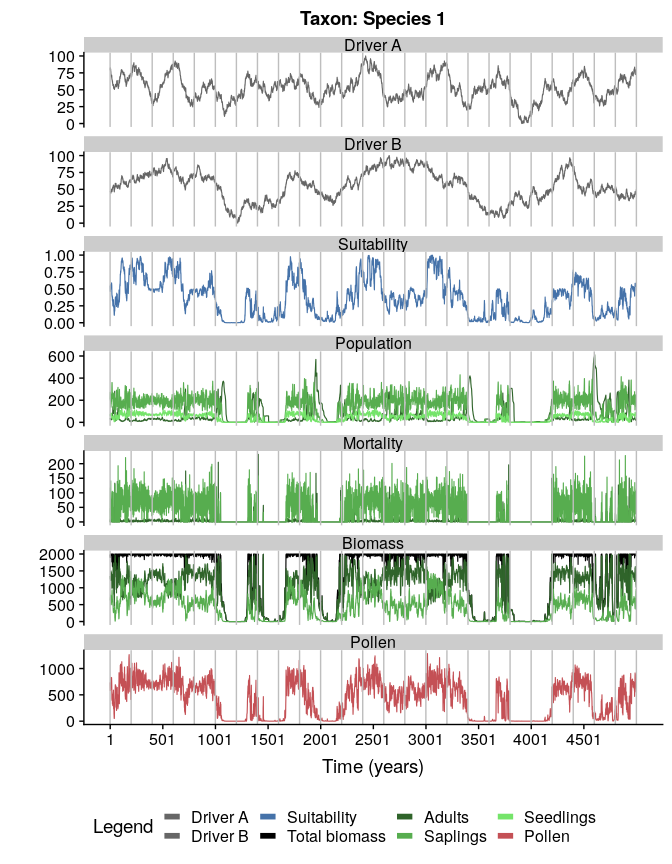 Taxon: Species 1
Driver A
100
75
50
25
0
Driver B
100
75
50
25
0
Suitability
1.00
0.75
0.50
0.25
0.00
Population
600
400
200
0
Mortality
200
150
100
50
0
Biomass
2000
1500
1000
500
0
Pollen
1000
500
0
1 501 1001 1501 2001 2501 3001 3501 4001 4501
Time (years)
Legend
Driver A Suitability Adults Seedlings
Driver B Total biomass Saplings Pollen